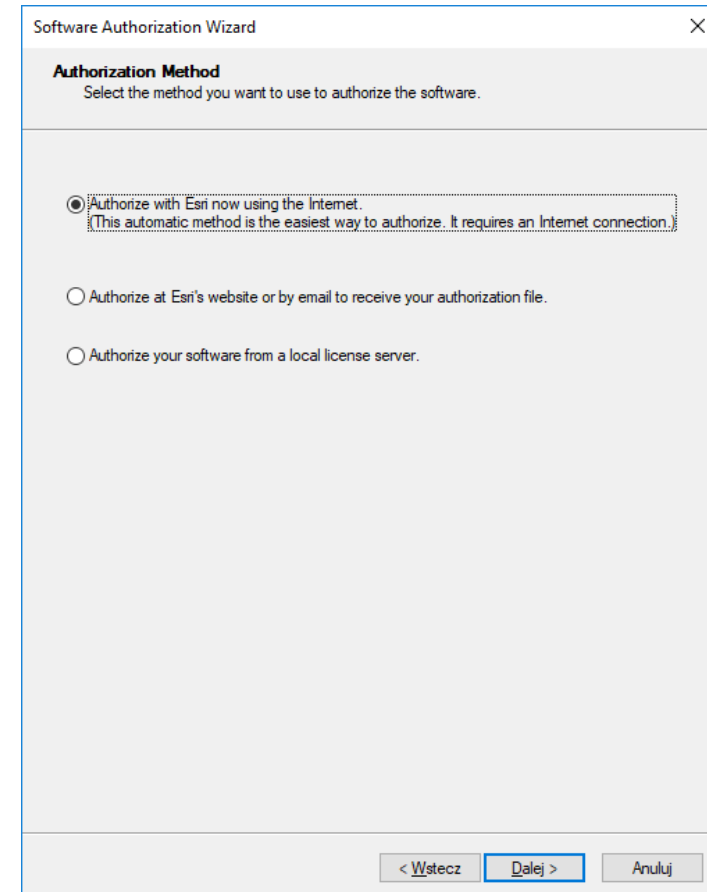 Software Authorization Wizard
Authorization Method
Select the method you want to use to authorize the software.
Authorize with Esri now using the Internet.
(This automatic method is the easiest way to authorize. It requires an Internet connection.)
Authorize at Esri's website or by email to receive your authorization file.
Authorize your software from a local license server.
< Wstecz Dalej > Anuluj